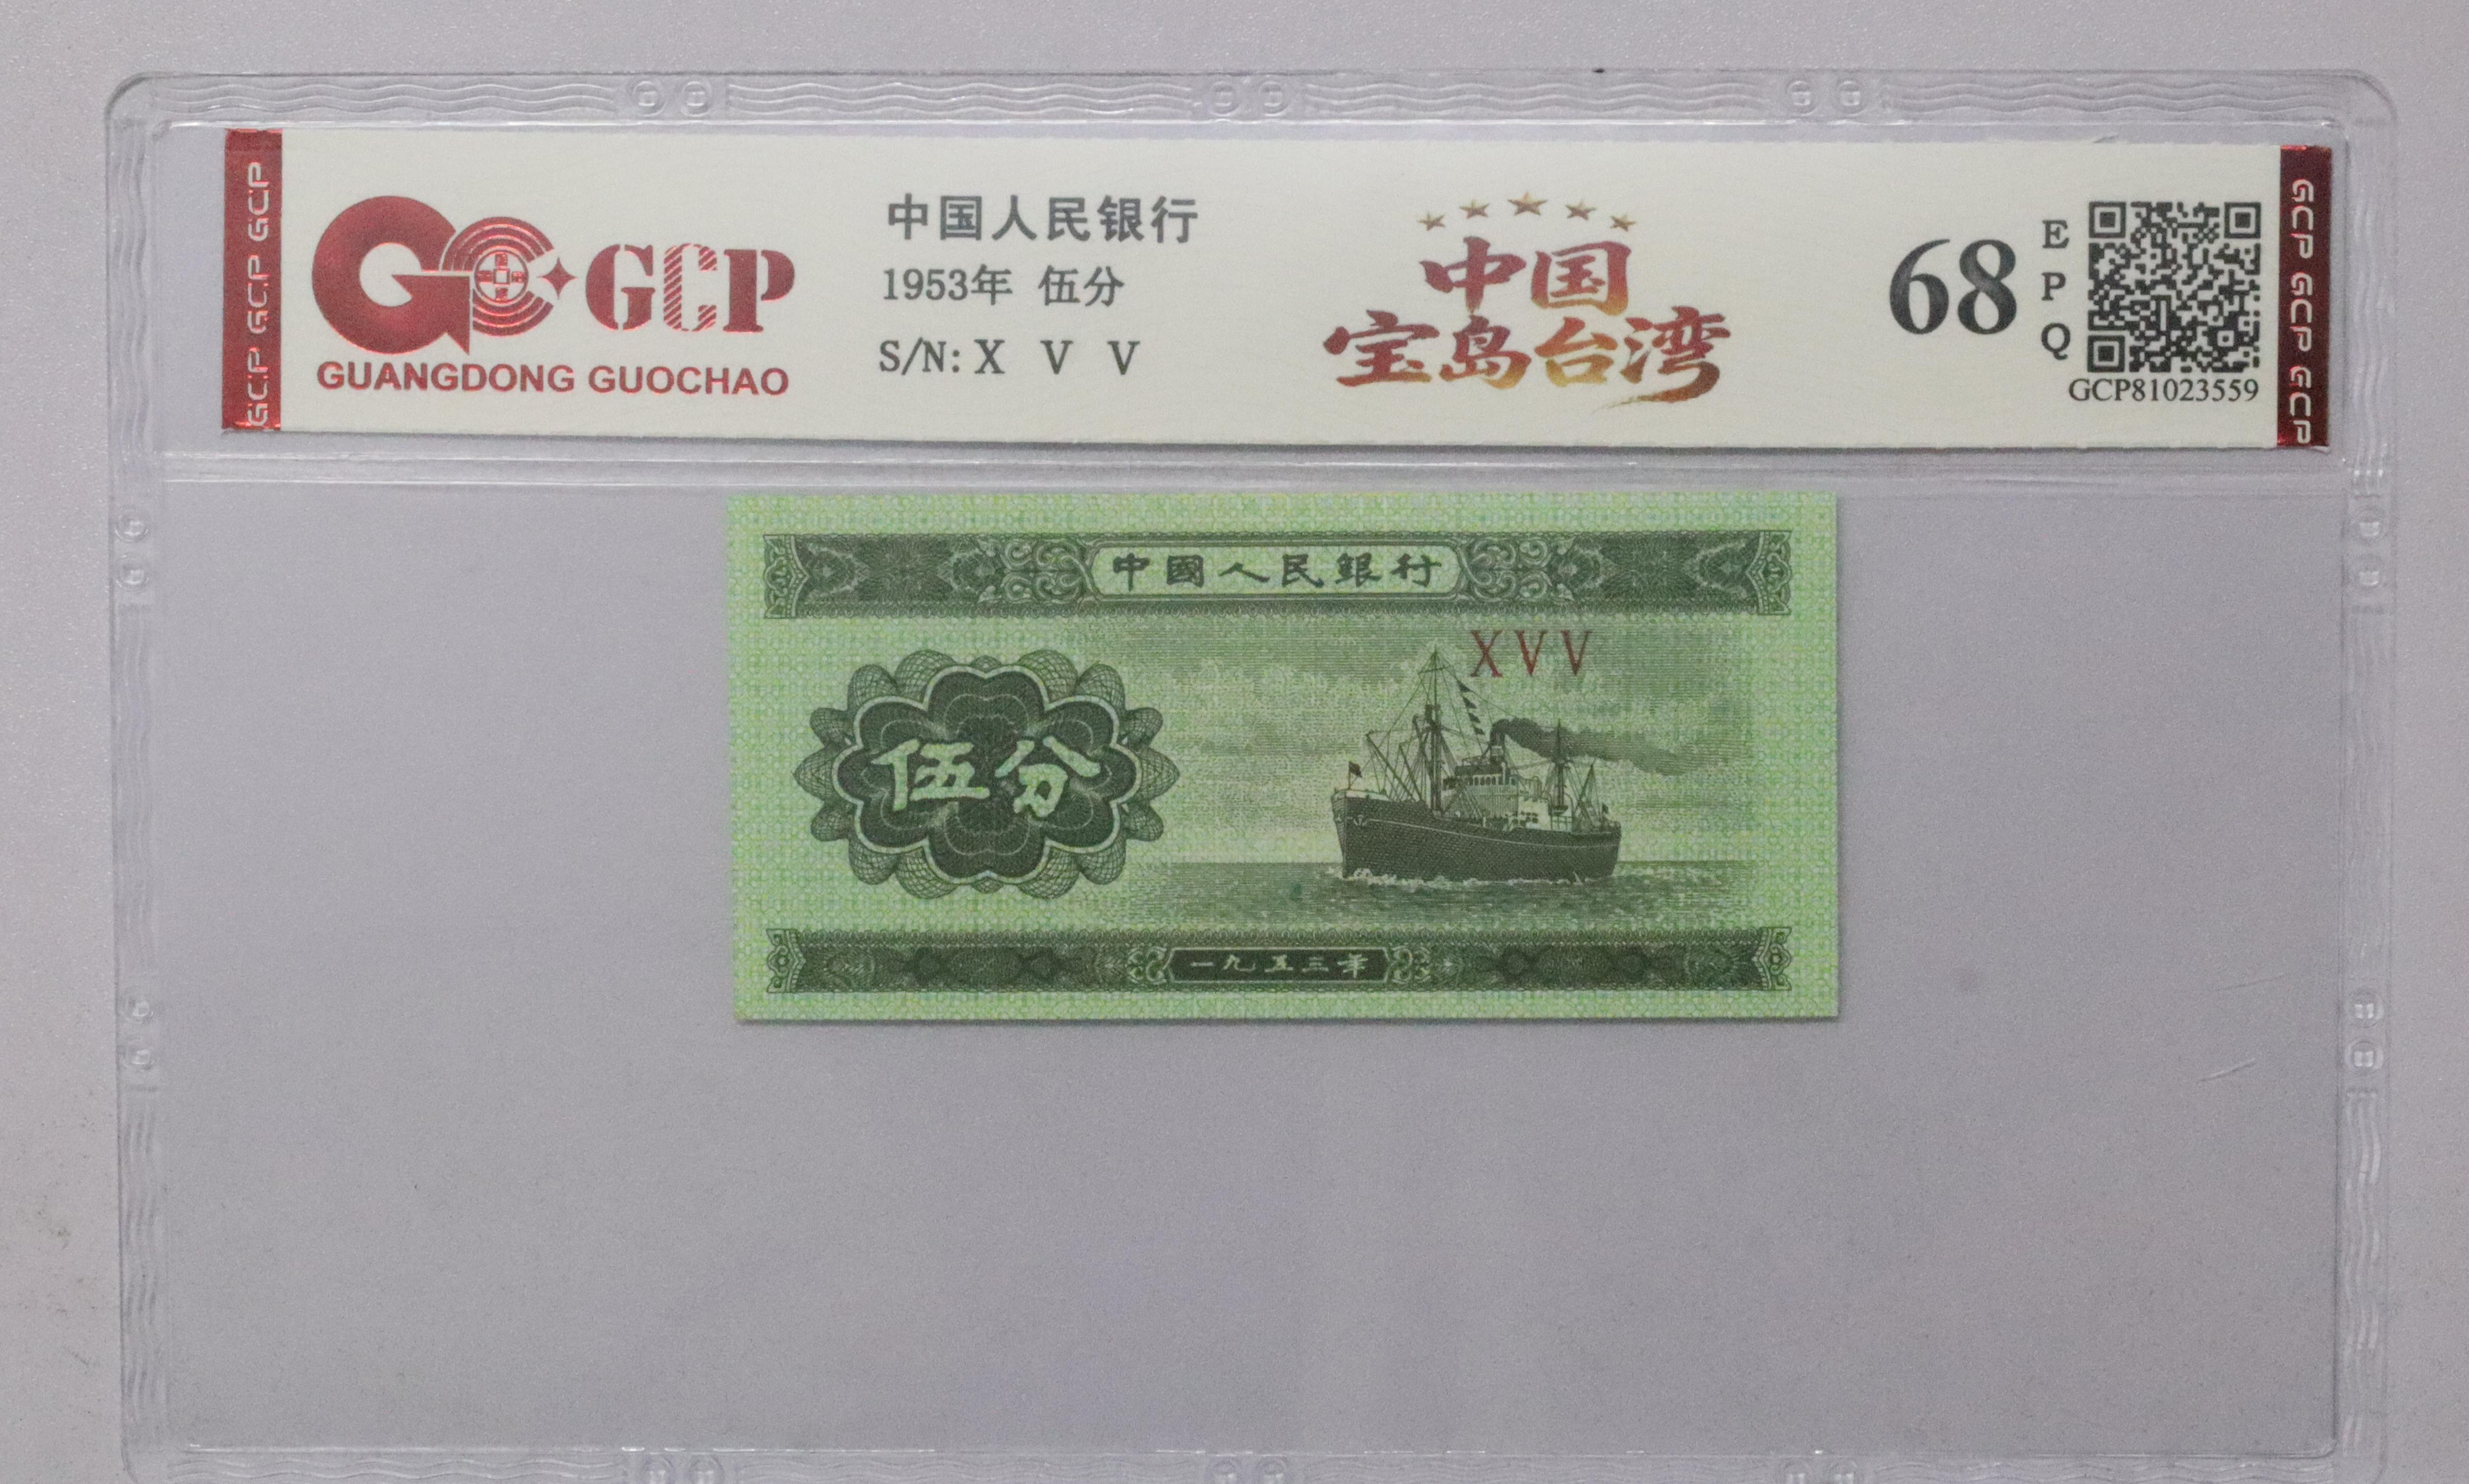 GCP GCP GCP
GCP
GUANGDONG GUOCHAO
中国人民银行
1953年 伍分
S/N: X V V
中国
宝岛台湾
68
E
P
Q
GCP81023559
GCP GCP GCP
中國人民銀行
X V V
伍分
一九五三年